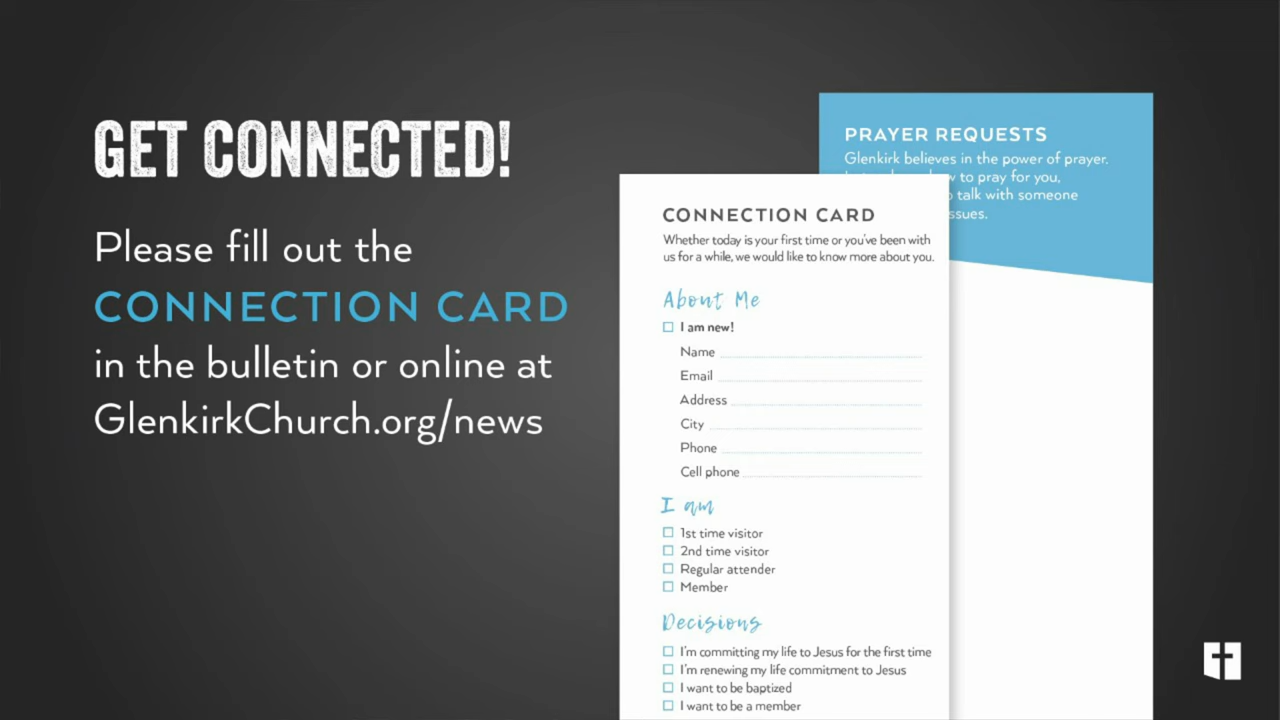 GET CONNECTED!
Please fill out the
CONNECTION CARD
in the bulletin or online at
GlenkirkChurch.org/news
PRAYER REQUESTS
Glenkirk believes in the power of prayer.
to pray for you,
talk with someone
CONNECTION CARD
Whether today is your first time or you've been with
us for a while, we would like to know more about you.
About Me
I am new!
Name
Email
Address
City
Phone
Cell phone
I am
1st time visitor
2nd time visitor
Regular attender
Member
Decisions
I'm committing my life to Jesus for the first time
I'm renewing my life commitment to Jesus
I want to be baptized
I want to be a member